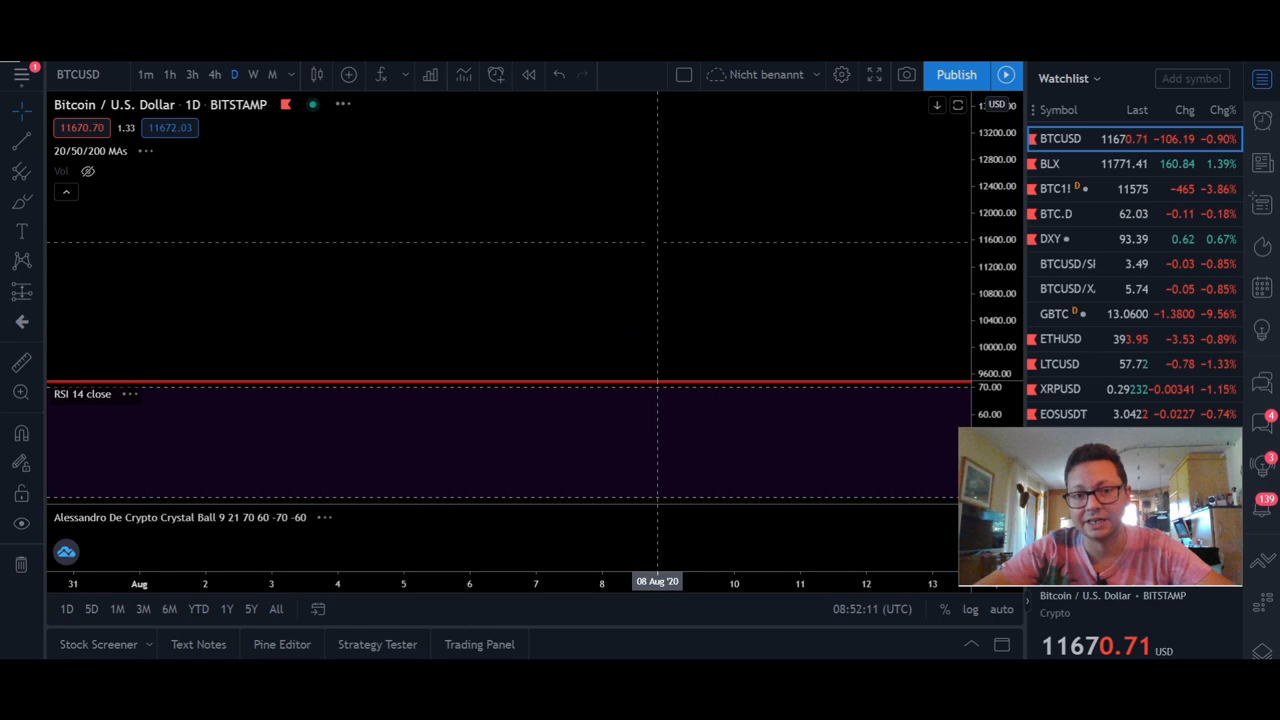 1
BTCUSD 1m 1h 3h 4h D W M Nicht benannt Publish
Watchlist Add symbol
Bitcoin / U.S. Dollar · 1D · BITSTAMP
USD
Symbol Last Chg Chg%
11670.70 1.33 11672.03
20/50/200 MAs
Vol
13200.00
12800.00
12400.00
12000.00
11600.00
11200.00
10800.00
10400.00
10000.00
9600.00
BTCUSD 11670.71 −106.19 −0.90%
BLX 11771.41 160.84 1.39%
BTC1! D 11575 −465 −3.86%
BTC.D 62.03 −0.11 −0.18%
DXY 93.39 0.62 0.67%
BTCUSD/SI 3.49 −0.03 −0.85%
BTCUSD/X. 5.74 −0.05 −0.85%
GBTC D 13.0600 −1.3800 −9.56%
ETHUSD 393.95 −3.53 −0.89%
LTCUSD 57.72 −0.78 −1.33%
XRPUSD 0.29232 −0.00341 −1.15%
EOSUSDT 3.0422 −0.0227 −0.74%
RSI 14 close
70.00
60.00
4
3
139
Alessandro De Crypto Crystal Ball 9 21 70 60 -70 -60
31 Aug 2 3 4 5 6 7 8 08 Aug '20 10 11 12 13
1D 5D 1M 3M 6M YTD 1Y 5Y All 08:52:11 (UTC) % log auto
Stock Screener Text Notes Pine Editor Strategy Tester Trading Panel
Bitcoin / U.S. Dollar • BITSTAMP
Crypto
11670.71 USD